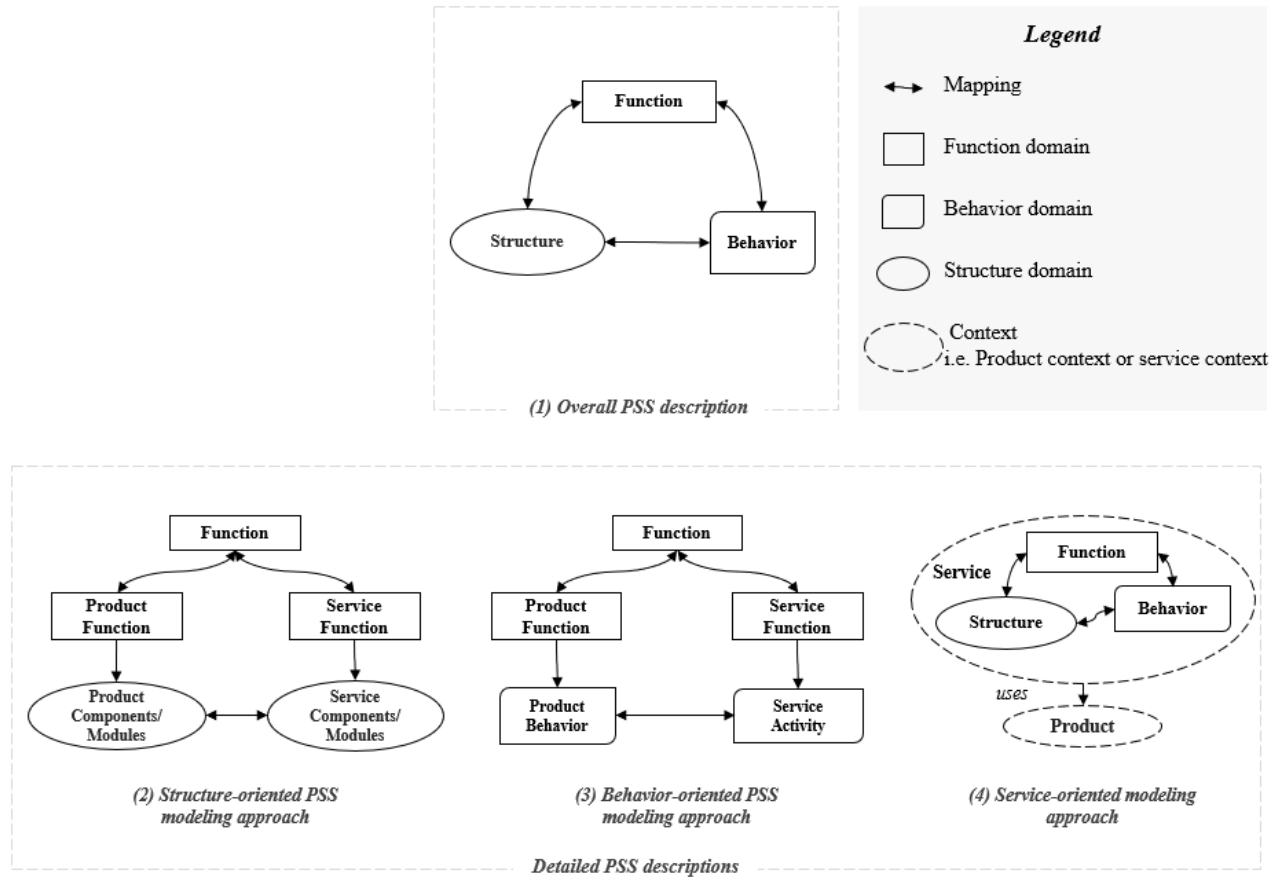 Function
Structure
Behavior
(1) Overall PSS description
Legend
Mapping
Function domain
Behavior domain
Structure domain
Context
i.e. Product context or service context
Function
Product
Function
Service
Function
Product
Components/
Modules
Service
Components/
Modules
(2) Structure-oriented PSS
modeling approach
Function
Product
Function
Service
Function
Product
Behavior
Service
Activity
(3) Behavior-oriented PSS
modeling approach
Function
Service
Structure
Behavior
uses
Product
(4) Service-oriented modeling
approach
Detailed PSS descriptions